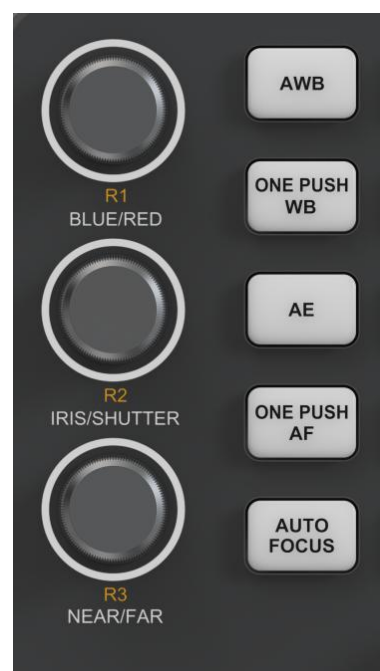 AWB
R1
BLUE/RED
ONE PUSH
WB
AE
R2
IRIS/SHUTTER
ONE PUSH
AF
AUTO
FOCUS
R3
NEAR/FAR